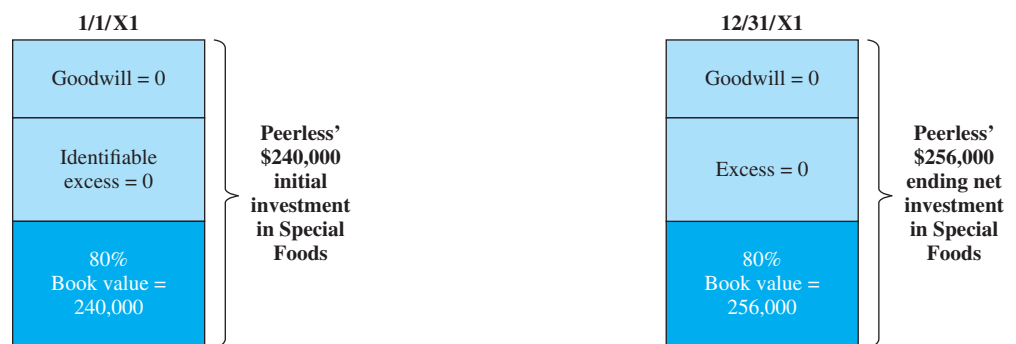 1/1/X1
Goodwill = 0
Identifiable
excess = 0
80%
Book value =
240,000
Peerless’
$240,000
initial
investment
in Special
Foods
12/31/X1
Goodwill = 0
Excess = 0
80%
Book value =
256,000
Peerless’
$256,000
ending net
investment
in Special
Foods